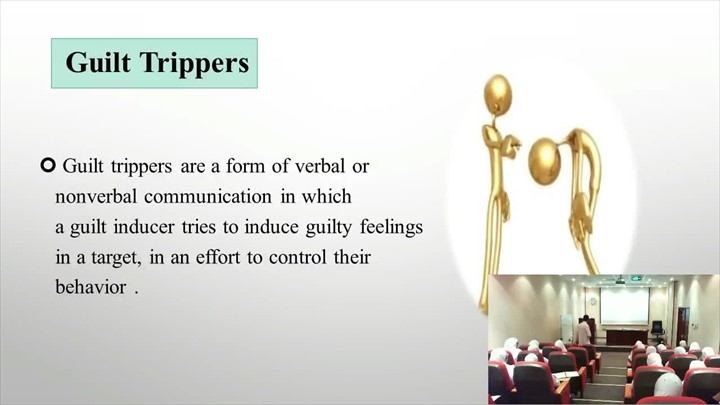 Guilt Trippers
Guilt trippers are a form of verbal or
nonverbal communication in which
a guilt inducer tries to induce guilty feelings
in a target, in an effort to control their
behavior .